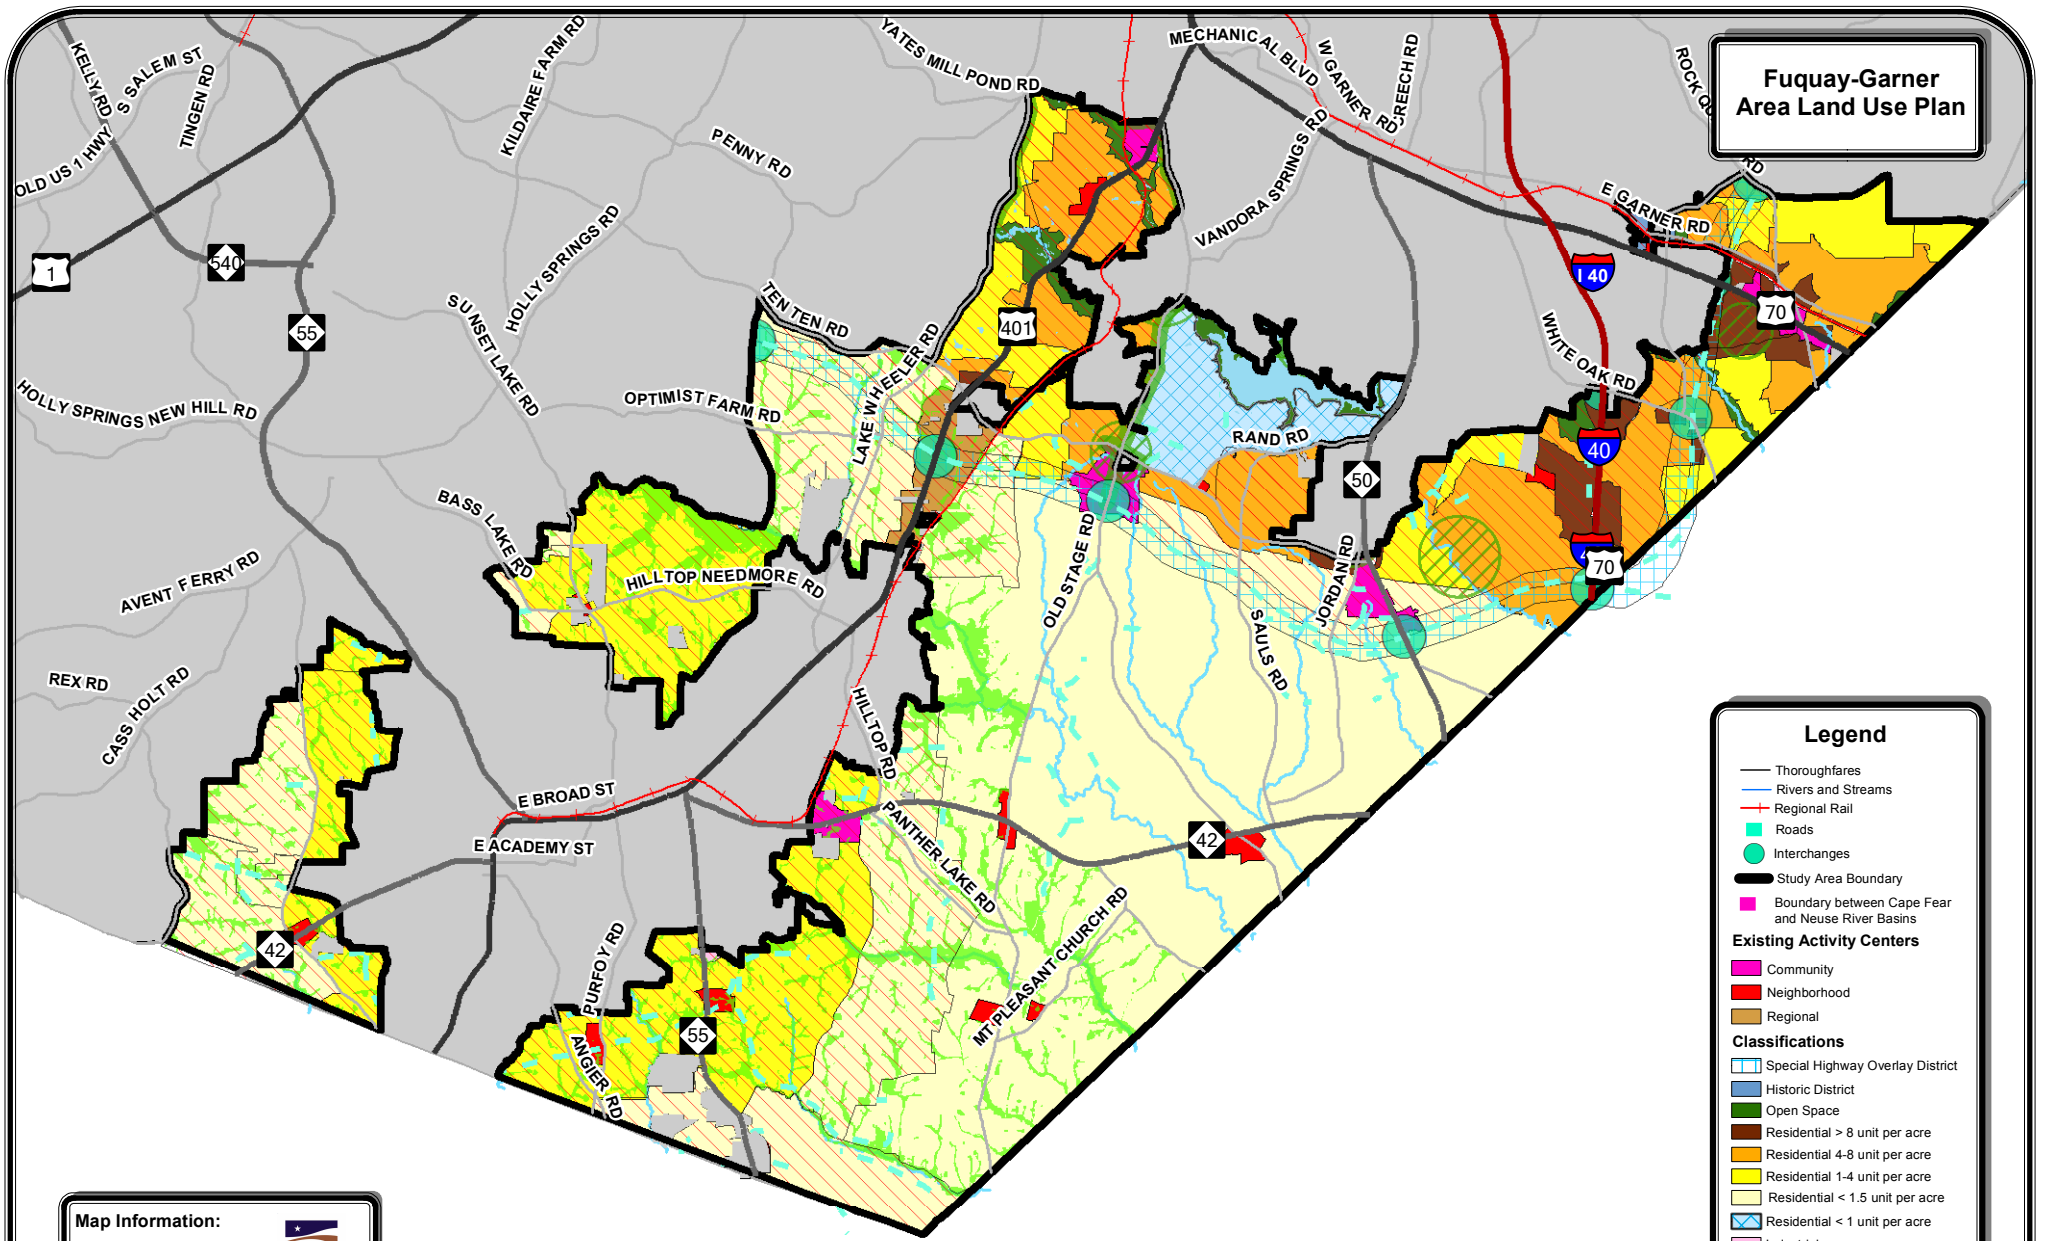 Fuquay-Garner
Area Land Use Plan
KELLY RD
S SALEM ST
OLD US 1 HWY
TINGEN RD
KILDAIRE FARM RD
YATES MILL POND RD
PENNY RD
MECHANICAL BLVD
W GARNER RD
CREECH RD
VANDORA SPRINGS RD
RD
E GARNER RD
1
540
55
HOLLY SPRINGS RD
SUNSET LAKE RD
TEN TEN RD
LAKE WHEELER RD
401
I 40
70
WHITE OAK RD
HOLLY SPRINGS NEW HILL RD
OPTIMIST FARM RD
RAND RD
40
50
BASS LAKE RD
HILLTOP NEEDMORE RD
AVENT FERRY RD
OLD STAGE RD
JORDAN RD
SAULS RD
70
REX RD
CASS HOLT RD
HILLTOP RD
E BROAD ST
E ACADEMY ST
PANTHER LAKE RD
42
42
PURFOY RD
MT PLEASANT CHURCH RD
55
ANGIER RD
Legend
Thoroughfares
Rivers and Streams
Regional Rail
Roads
Interchanges
Study Area Boundary
Boundary between Cape Fear
and Neuse River Basins
Existing Activity Centers
Community
Neighborhood
Regional
Classifications
Special Highway Overlay District
Historic District
Open Space
Residential > 8 unit per acre
Residential 4-8 unit per acre
Residential 1-4 unit per acre
Residential < 1.5 unit per acre
Residential < 1 unit per acre
Map Information: